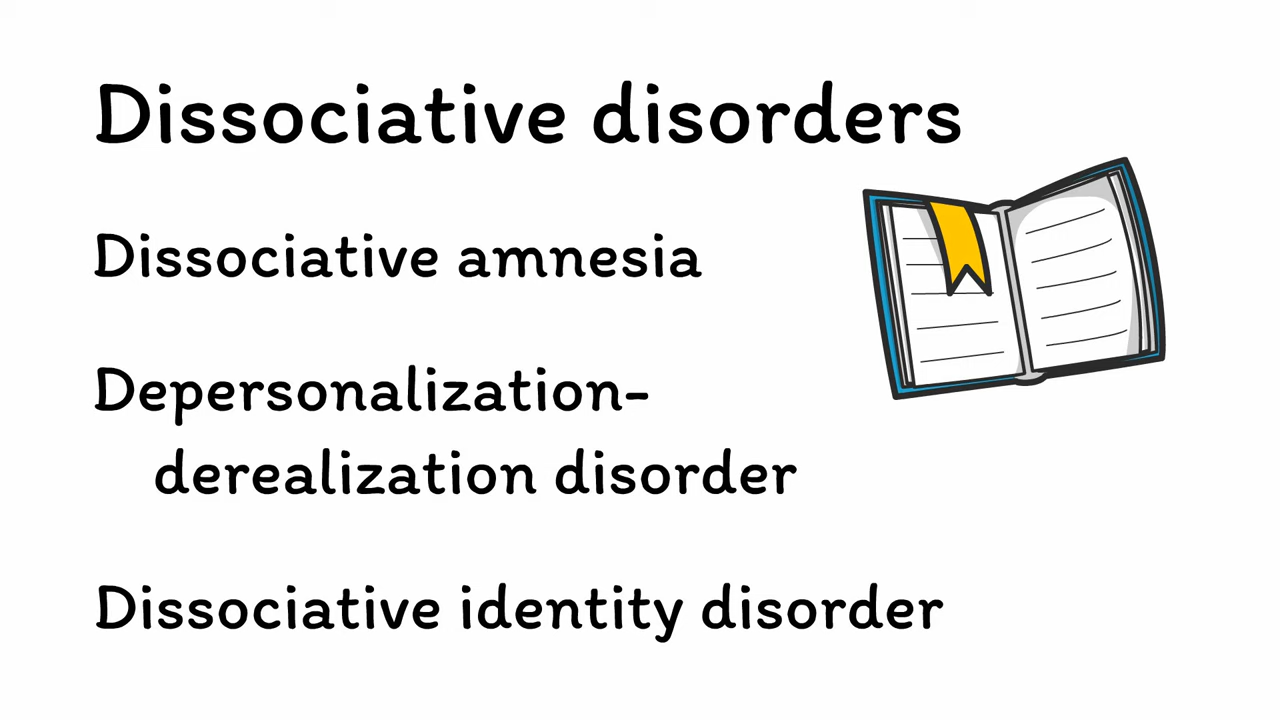 Dissociative disorders
Dissociative amnesia
Depersonalization-
derealization disorder
Dissociative identity disorder